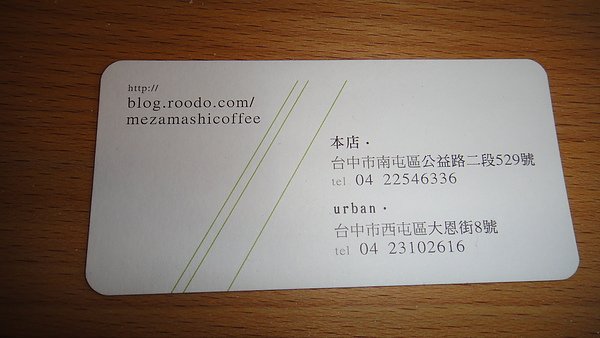 http://
blog.roodo.com/
mezamashicoffee
本店・
台中市南屯區公益路二段529號
tel 04 22546336
urban・
台中市西屯區大恩街8號
tel 04 23102616